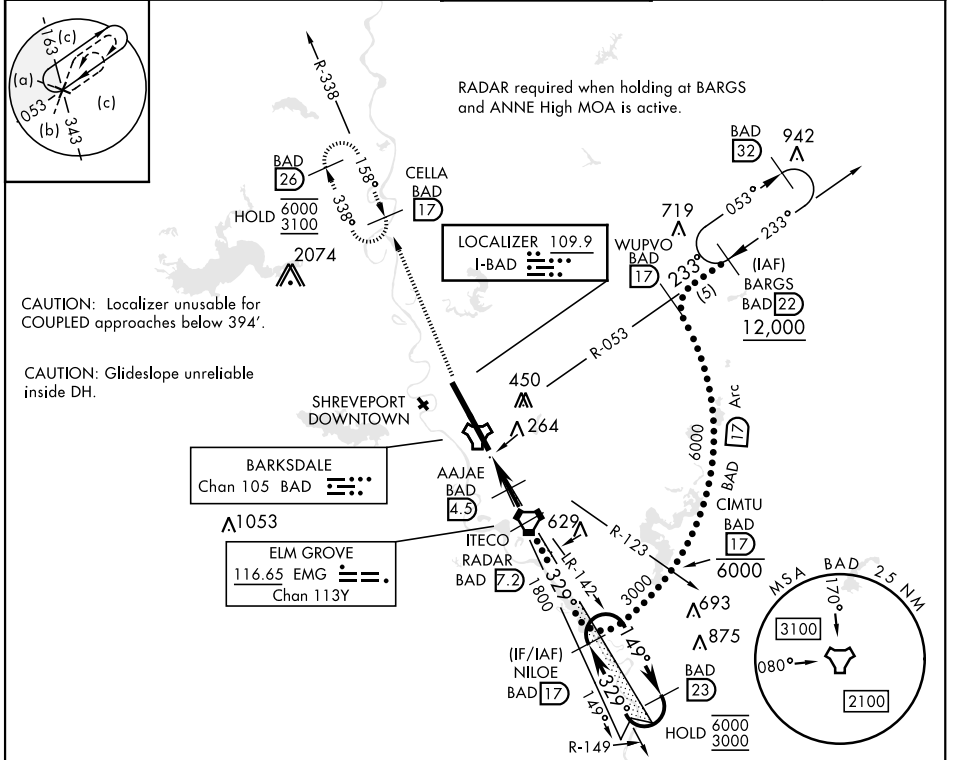 163
(c)
(a)
053
(b)
343
(c)
R-338
RADAR required when holding at BARGS
and ANNE High MOA is active.
BAD
32
942
BAD
26
158°
338°
CELLA
BAD
17
HOLD 6000
3100
2074
053°
233°
719
WUPVO
BAD
17
233°
(5)
(IAF)
BARGS
BAD 22
12,000
LOCALIZER 109.9
I-BAD
CAUTION: Localizer unusable for
COUPLED approaches below 394'.
R-053
CAUTION: Glideslope unreliable
inside DH.
SHREVEPORT
DOWNTOWN
450
264
6000
BAD 17 Arc
BARKSDALE
Chan 105 BAD
AAJAE
BAD
4.5
1053
ELM GROVE
116.65 EMG
Chan 113Y
ITECO
RADAR
BAD 7.2
629
R-123
CIMTU
BAD
17
6000
LR-142
329°
1800
3000
693
875
149°
(IF/IAF)
NILOE
BAD 17
329°
149°
BAD
23
R-149
HOLD 6000
3000
MSA BAD 25 NM
170°
3100
080°
2100